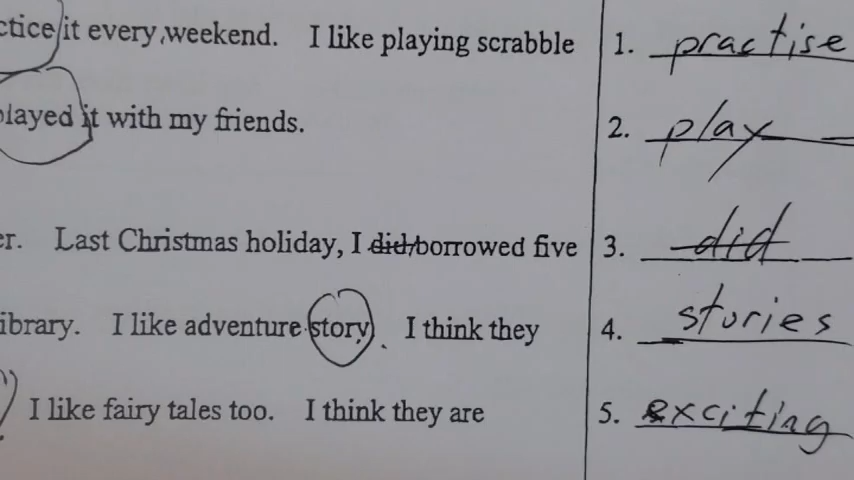 ctice it every weekend. I like playing scrabble 1. practise
played it with my friends. 2. play
er. Last Christmas holiday, I did borrowed five 3. did
ibrary. I like adventure story. I think they 4. stories
I like fairy tales too. I think they are 5. exciting